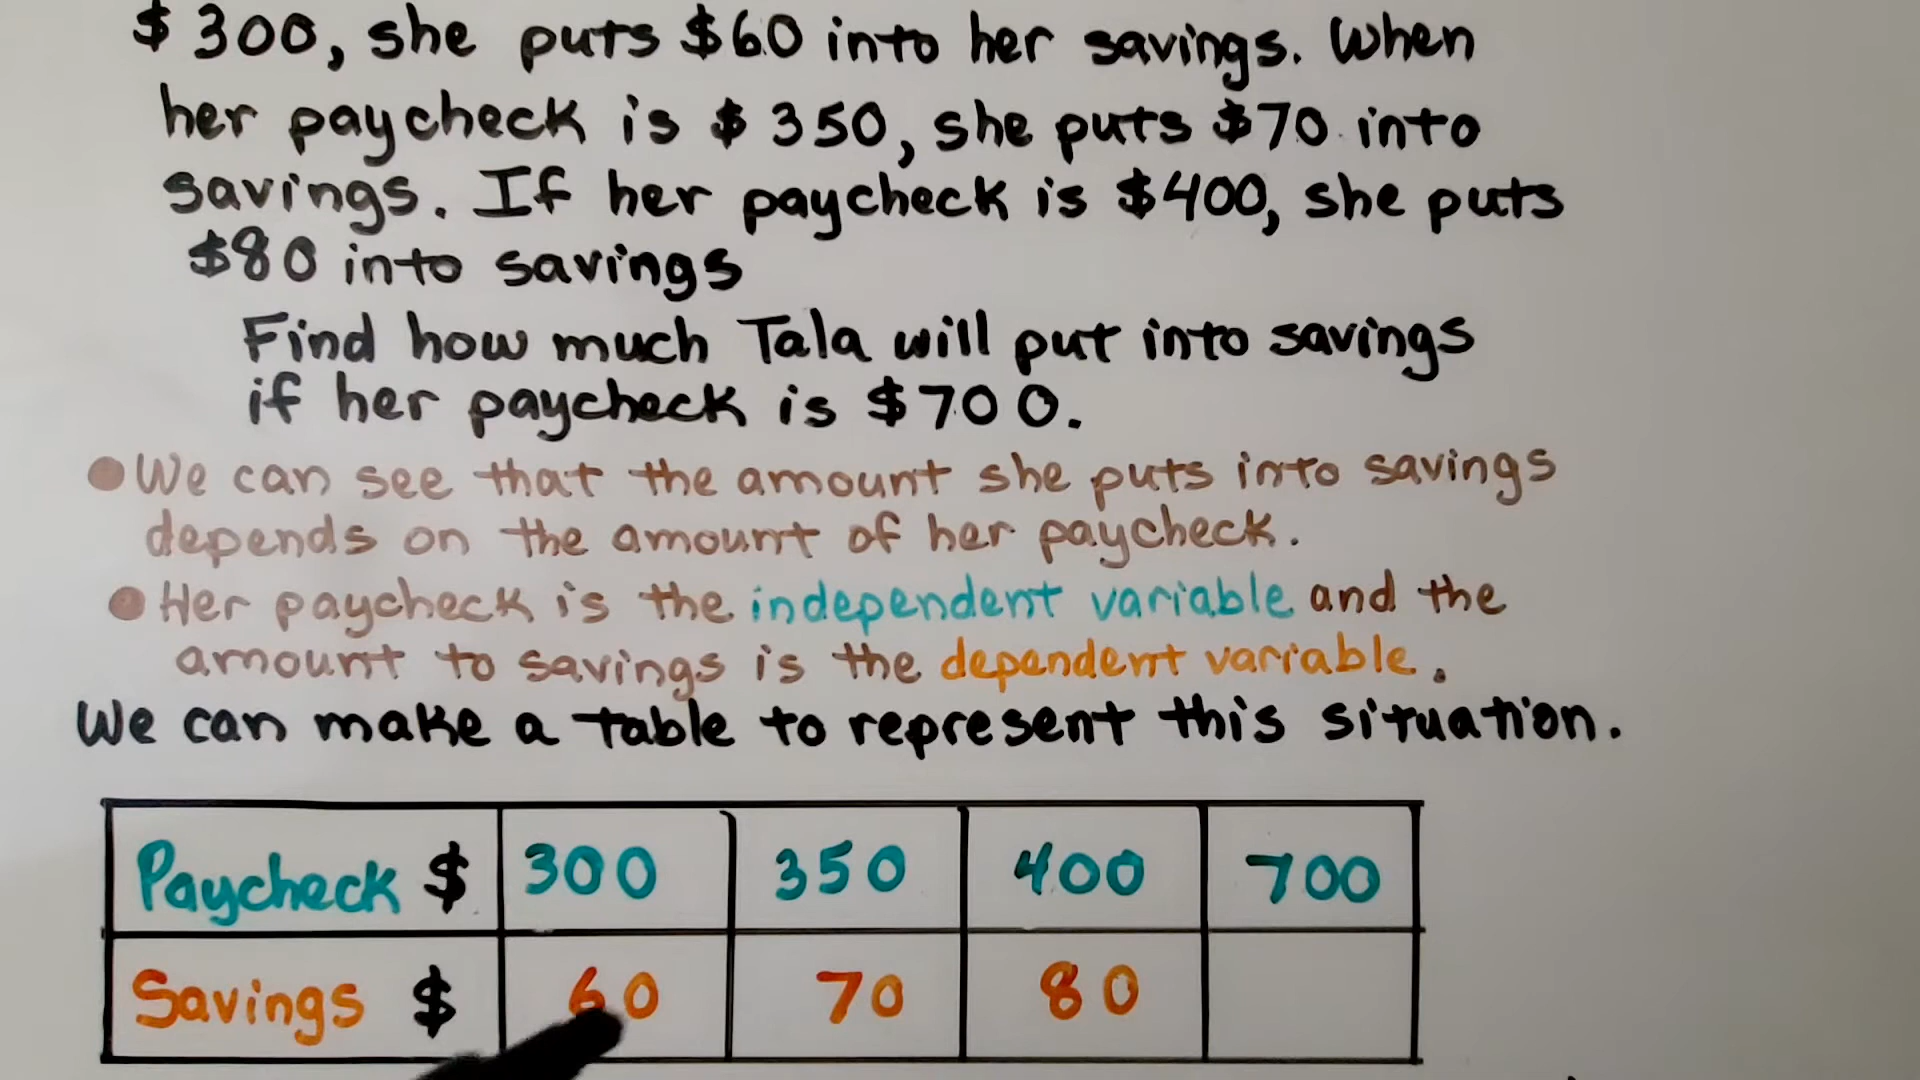 $300, she puts $60 into her savings. When
her paycheck is $350, she puts $70 into
savings. If her paycheck is $400, she puts
$80 into savings
Find how much Tala will put into savings
if her paycheck is $700.
We can see that the amount she puts into savings
depends on the amount of her paycheck.
Her paycheck is the independent variable and the
amount to savings is the dependent variable.
We can make a table to represent this situation.
Paycheck $ 300 350 400 700
Savings $ 60 70 80